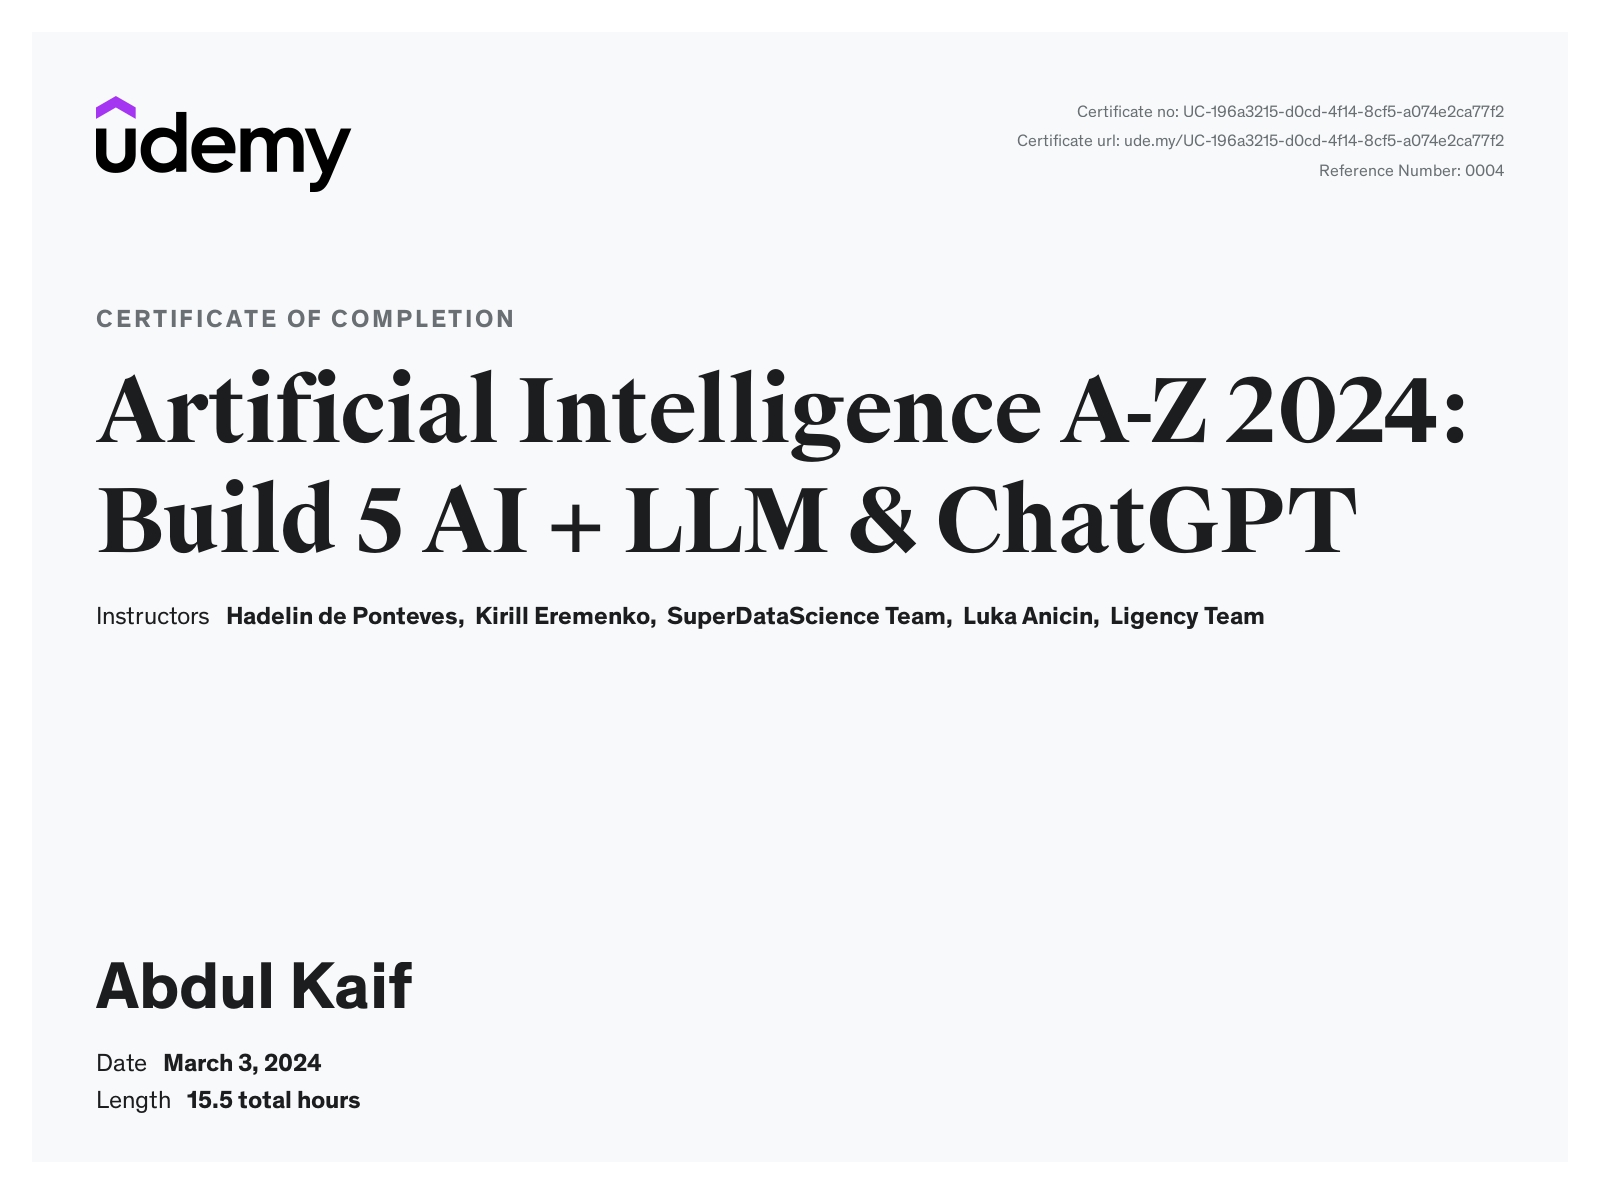 udemy
Certificate no: UC-196a3215-d0cd-4f14-8cf5-a074e2ca77f2
Certificate url: ude.my/UC-196a3215-d0cd-4f14-8cf5-a074e2ca77f2
Reference Number: 0004
CERTIFICATE OF COMPLETION
Artificial Intelligence A-Z 2024:
Build 5 AI + LLM & ChatGPT
Instructors Hadelin de Ponteves, Kirill Eremenko, SuperDataScience Team, Luka Anicin, Ligency Team
Abdul Kaif
Date March 3, 2024
Length 15.5 total hours